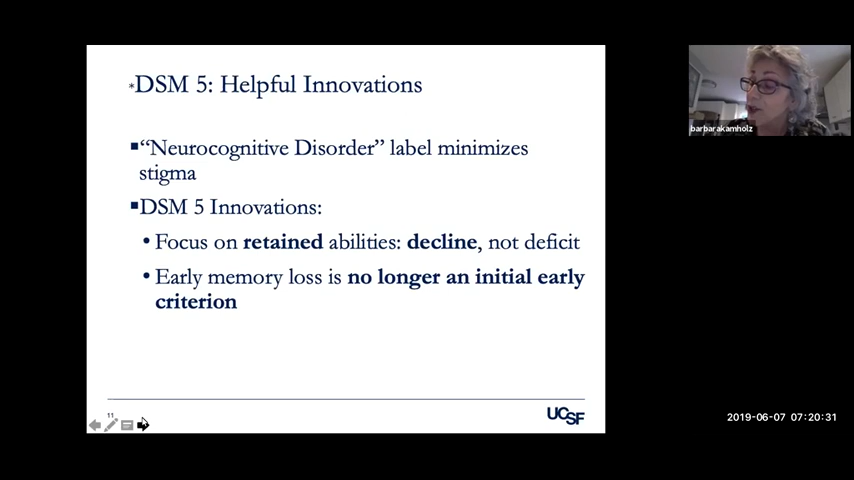 *DSM 5: Helpful Innovations
▪“Neurocognitive Disorder” label minimizes
stigma
▪DSM 5 Innovations:
• Focus on retained abilities: decline, not deficit
• Early memory loss is no longer an initial early
criterion
11
UCSF
barbarakamholz
2019-06-07 07:20:31